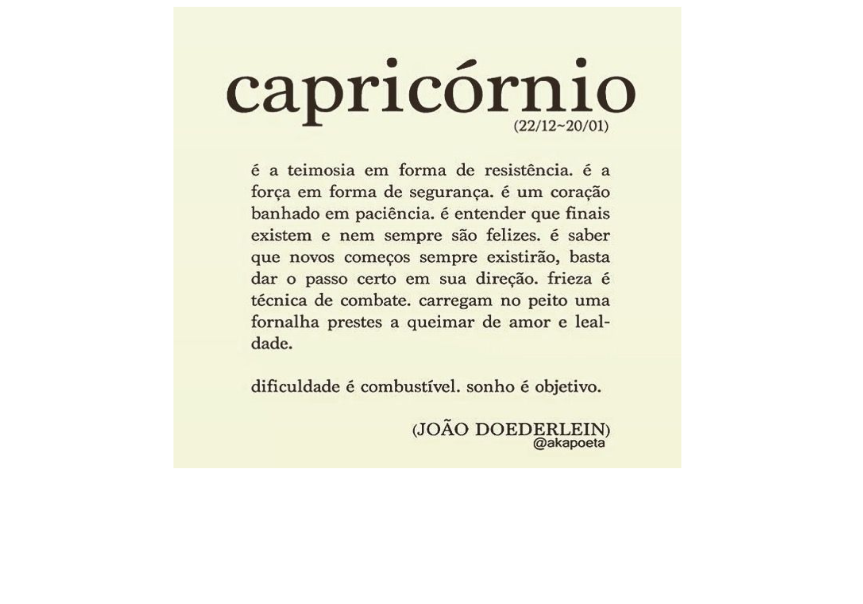 capricórnio
(22/12~20/01)
é a teimosia em forma de resistência. é a
força em forma de segurança. é um coração
banhado em paciência. é entender que finais
existem e nem sempre são felizes. é saber
que novos começos sempre existirão, basta
dar o passo certo em sua direção. frieza é
técnica de combate. carregam no peito uma
fornalha prestes a queimar de amor e leal-
dade.
dificuldade é combustível. sonho é objetivo.
(JOÃO DOEDERLEIN)
@akapoeta